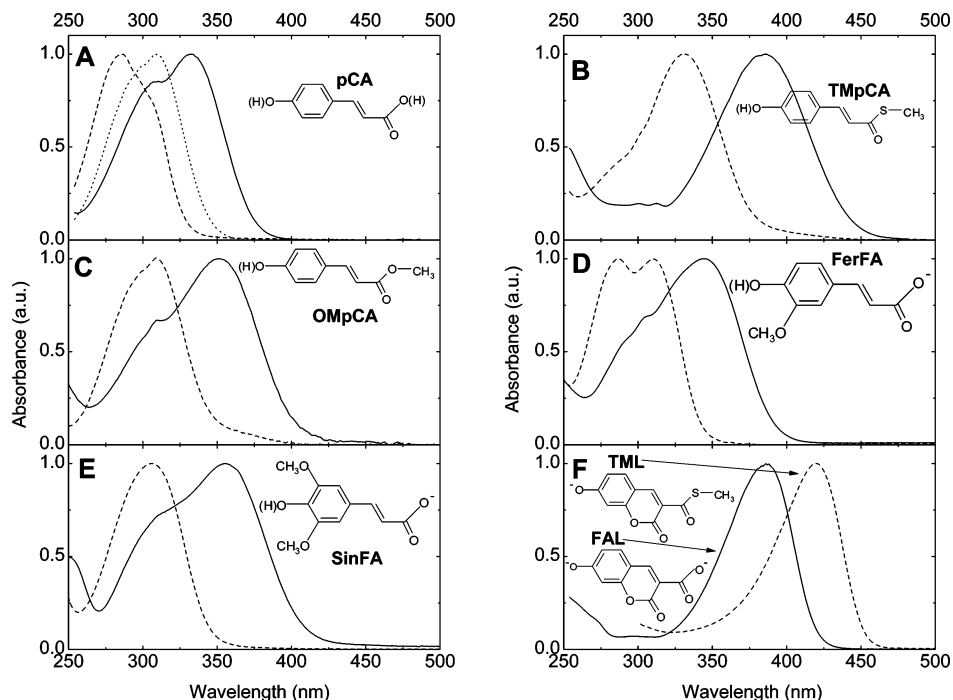 250 300 350 400 450 500
250 300 350 400 450 500
1.0
0.5
0.0
A
pCA
(H)O
O(H)
O
1.0
0.5
0.0
B
TMpCA
(H)O
S
CH₃
O
1.0
0.5
0.0
C
(H)O
O
CH₃
O
OMpCA
1.0
0.5
0.0
D
FerFA
(H)O
O⁻
CH₃O
O
Absorbance (a.u.)
Absorbance (a.u.)
1.0
0.5
0.0
E
CH₃O
(H)O
O⁻
CH₃O
O
SinFA
250 300 350 400 450 500
Wavelength (nm)
1.0
0.5
0.0
F
TML
⁻O
S
CH₃
O
O
O
FAL
⁻O
O⁻
O
O
O
250 300 350 400 450 500
Wavelength (nm)